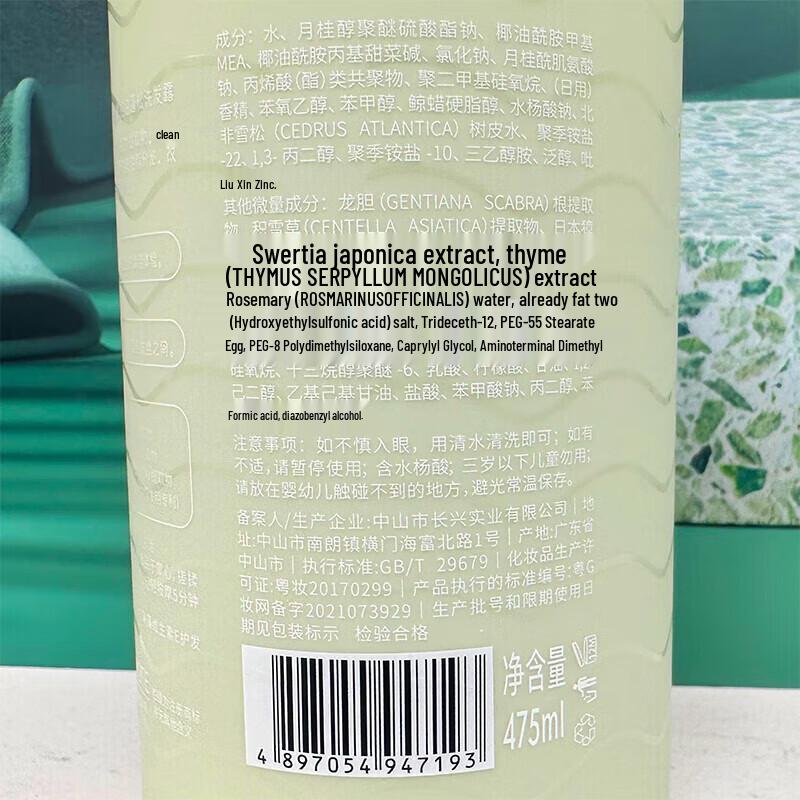 成分：水、月桂醇聚醚硫酸酯钠、椰油酰胺甲基
MEA、椰油酰胺丙基甜菜碱、氯化钠、月桂酰肌氨酸
钠、丙烯酸（酯）类共聚物、聚二甲基硅氧烷、（日用）
香精、苯氧乙醇、苯甲醇、鲸蜡硬脂醇、水杨酸钠、北
非雪松（CEDRUS ATLANTICA）树皮水、聚季铵盐
-22、1,3- 丙二醇、聚季铵盐 -10、三乙醇胺、泛醇、吡
Liu Xin Zinc.
其他微量成分：龙胆（GENTIANA SCABRA）根提取
物、积雪草（CENTELLA ASIATICA）提取物、日本獐
Swertia japonica extract, thyme
(THYMUS SERPYLLUM MONGOLICUS) extract
Rosemary (ROSMARINUSOFFICINALIS) water, already fat two
(Hydroxyethylsulfonic acid) salt, Trideceth-12, PEG-55 Stearate
Egg, PEG-8 Polydimethylsiloxane, Caprylyl Glycol, Aminoterminal Dimethyl
硅氧烷、十三烷醇聚醚 -6、乳酸、柠檬酸、甘油、1,2
己二醇、乙基己基甘油、盐酸、苯甲酸钠、丙二醇、苯
Formic acid, diazobenzyl alcohol.
注意事项：如不慎入眼，用清水清洗即可；如有
不适，请暂停使用；含水杨酸；三岁以下儿童勿用；
请放在婴幼儿触碰不到的地方，避光常温保存。
备案人/生产企业：中山市长兴实业有限公司｜地
址：中山市南朗镇横门海富北路1号｜产地：广东省
中山市｜执行标准：GB/T 29679｜化妆品生产许
可证：粤妆20170299｜产品执行的标准编号：粤G
妆网备字2021073929｜生产批号和限期使用日
期见包装标示 检验合格
净含量
475ml
4 897054 947193
clean
洗发露
5分钟
护发